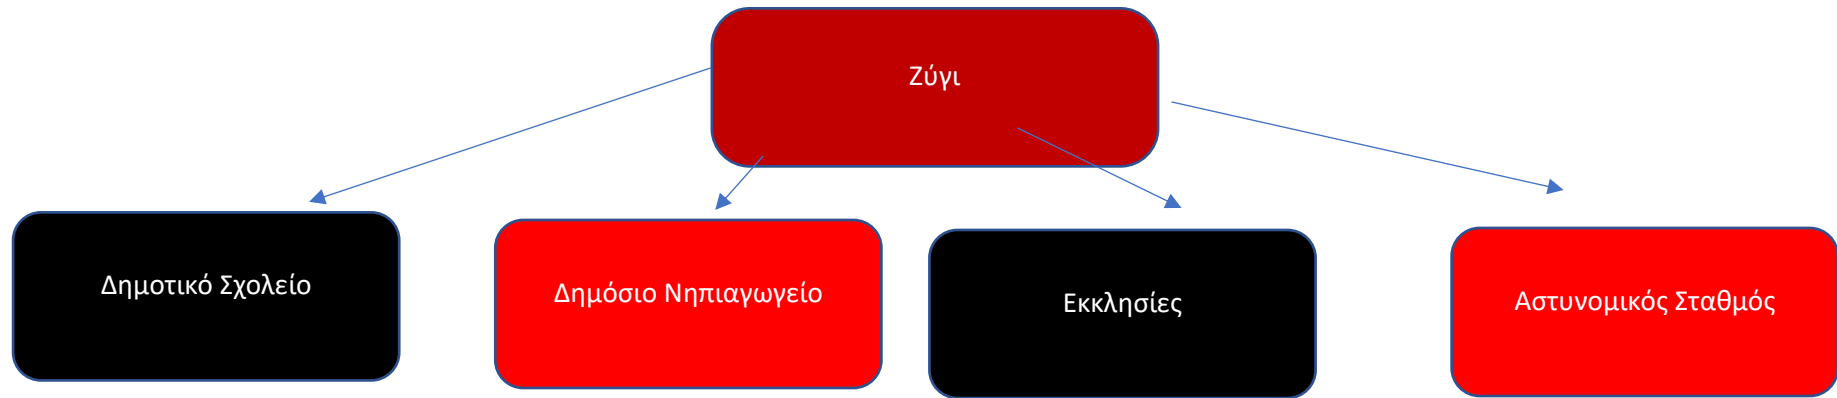 Ζύγι
Δημοτικό Σχολείο
Δημόσιο Νηπιαγωγείο
Εκκλησίες
Αστυνομικός Σταθμός